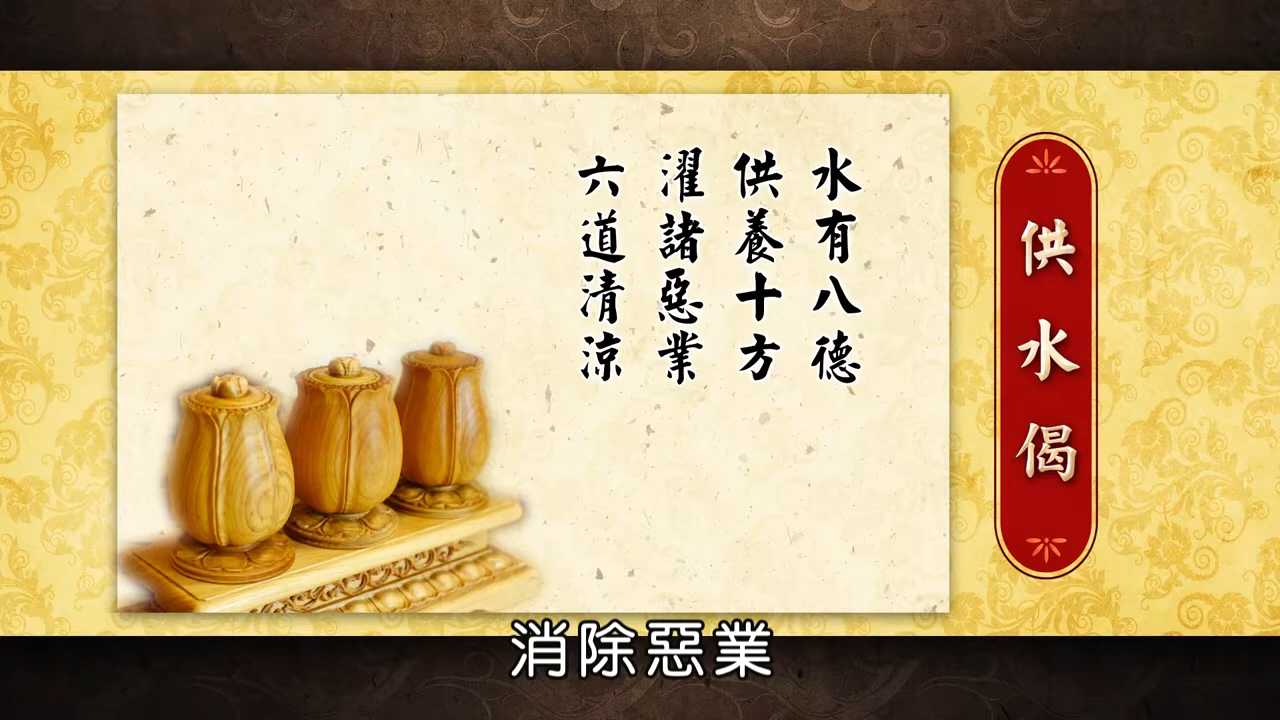 供水偈
水有八德
供養十方
濯諸惡業
六道清涼
消除惡業